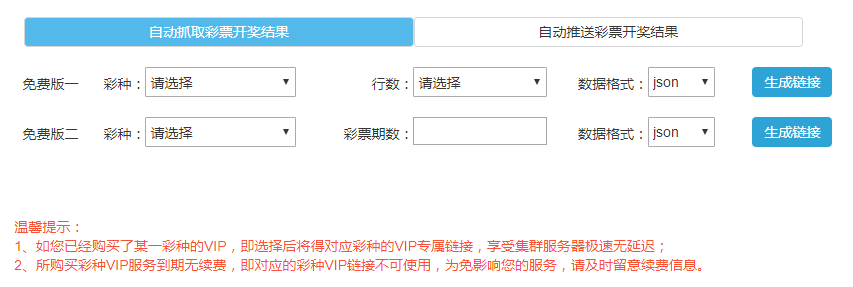 自动抓取彩票开奖结果 自动推送彩票开奖结果
免费版一 彩种：请选择 行数：请选择 数据格式：json 生成链接
免费版二 彩种：请选择 彩票期数： 数据格式：json 生成链接
温馨提示：
1、如您已经购买了某一彩种的VIP，即选择后将得对应彩种的VIP专属链接，享受集群服务器极速无延迟；
2、所购买彩种VIP服务到期无续费，即对应的彩种VIP链接不可使用，为免影响您的服务，请及时留意续费信息。